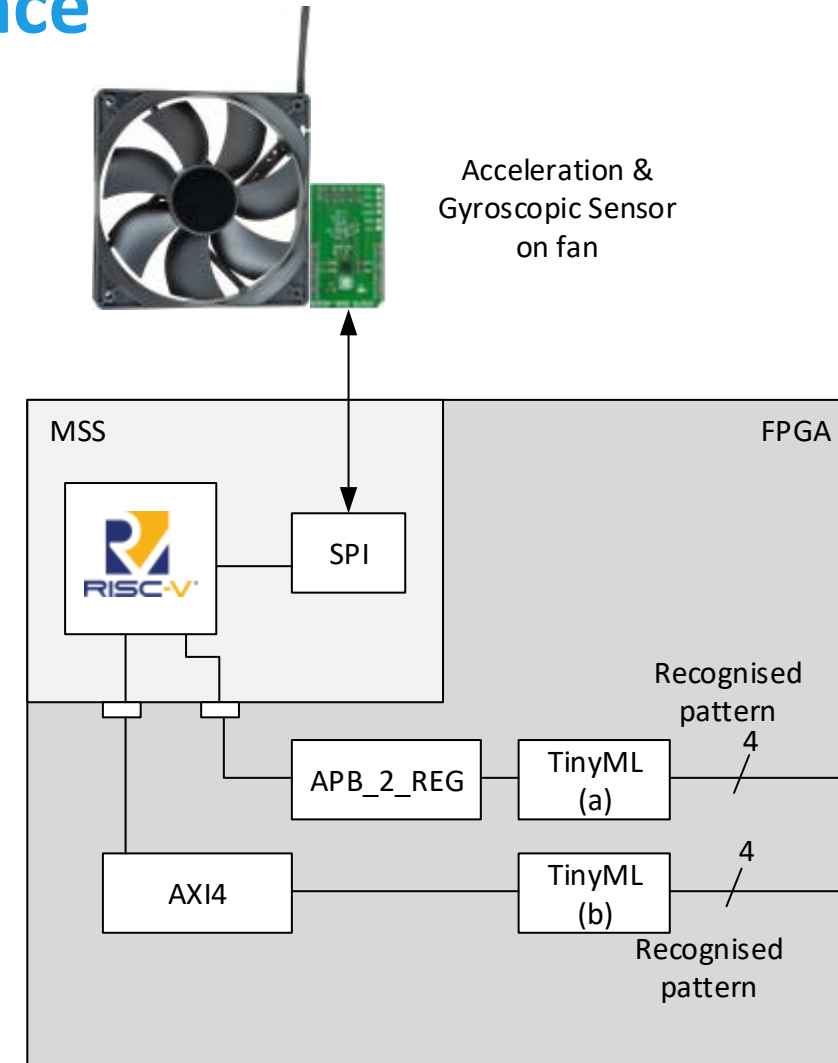 nce
Acceleration &
Gyroscopic Sensor
on fan
MSS
FPGA
RISC-V®
SPI
Recognised
pattern
4
APB_2_REG
TinyML
(a)
4
AXI4
TinyML
(b)
Recognised
pattern